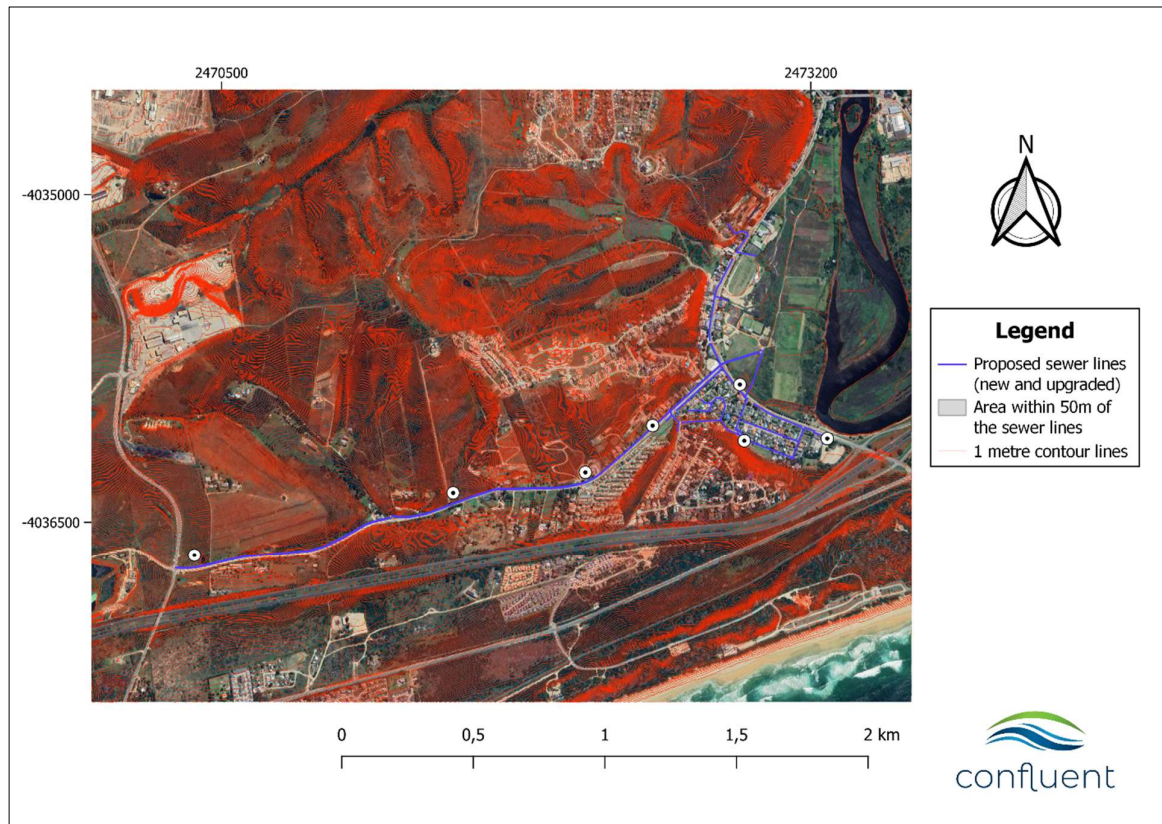 2470500
2473200
-4035000
-4036500
N
Legend
Proposed sewer lines
(new and upgraded)
Area within 50m of
the sewer lines
1 metre contour lines
0
0,5
1
1,5
2 km
confluent